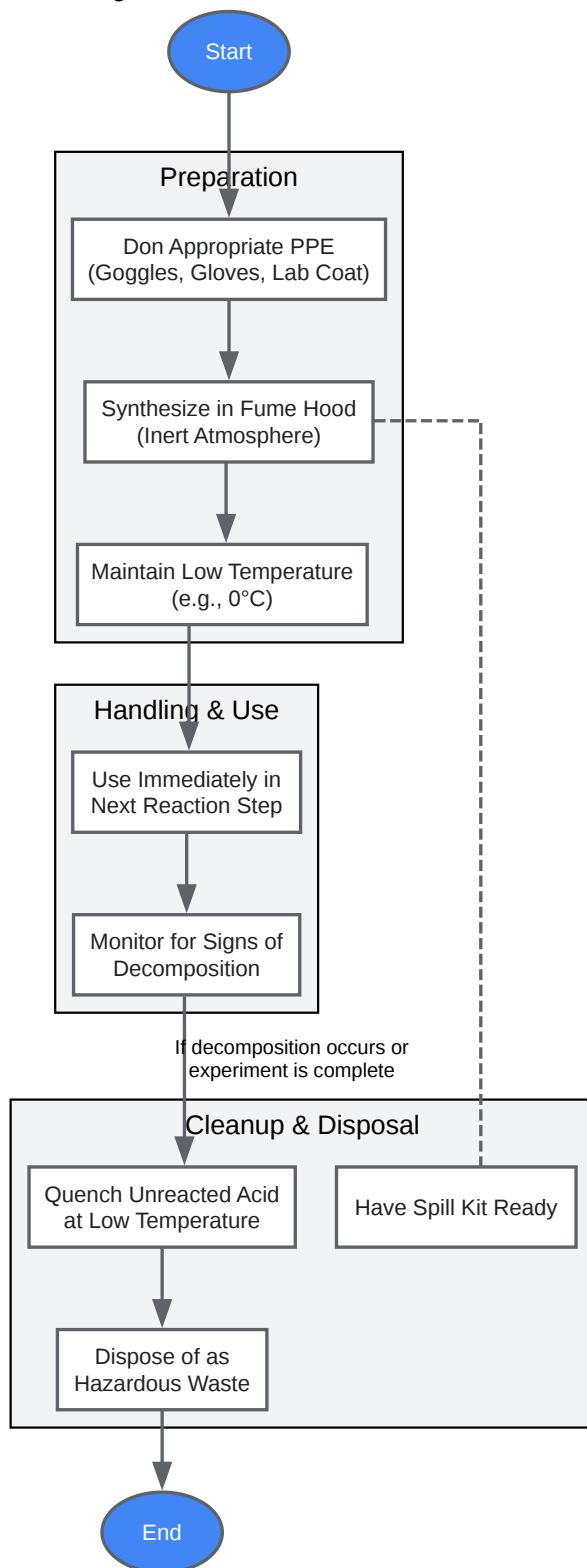 Start
Preparation
Don Appropriate PPE
(Goggles, Gloves, Lab Coat)
Synthesize in Fume Hood
(Inert Atmosphere)
Maintain Low Temperature
(e.g., 0°C)
Handling & Use
Use Immediately in
Next Reaction Step
Monitor for Signs of
Decomposition
If decomposition occurs or
experiment is complete
Cleanup & Disposal
Quench Unreacted Acid
at Low Temperature
Have Spill Kit Ready
Dispose of as
Hazardous Waste
End